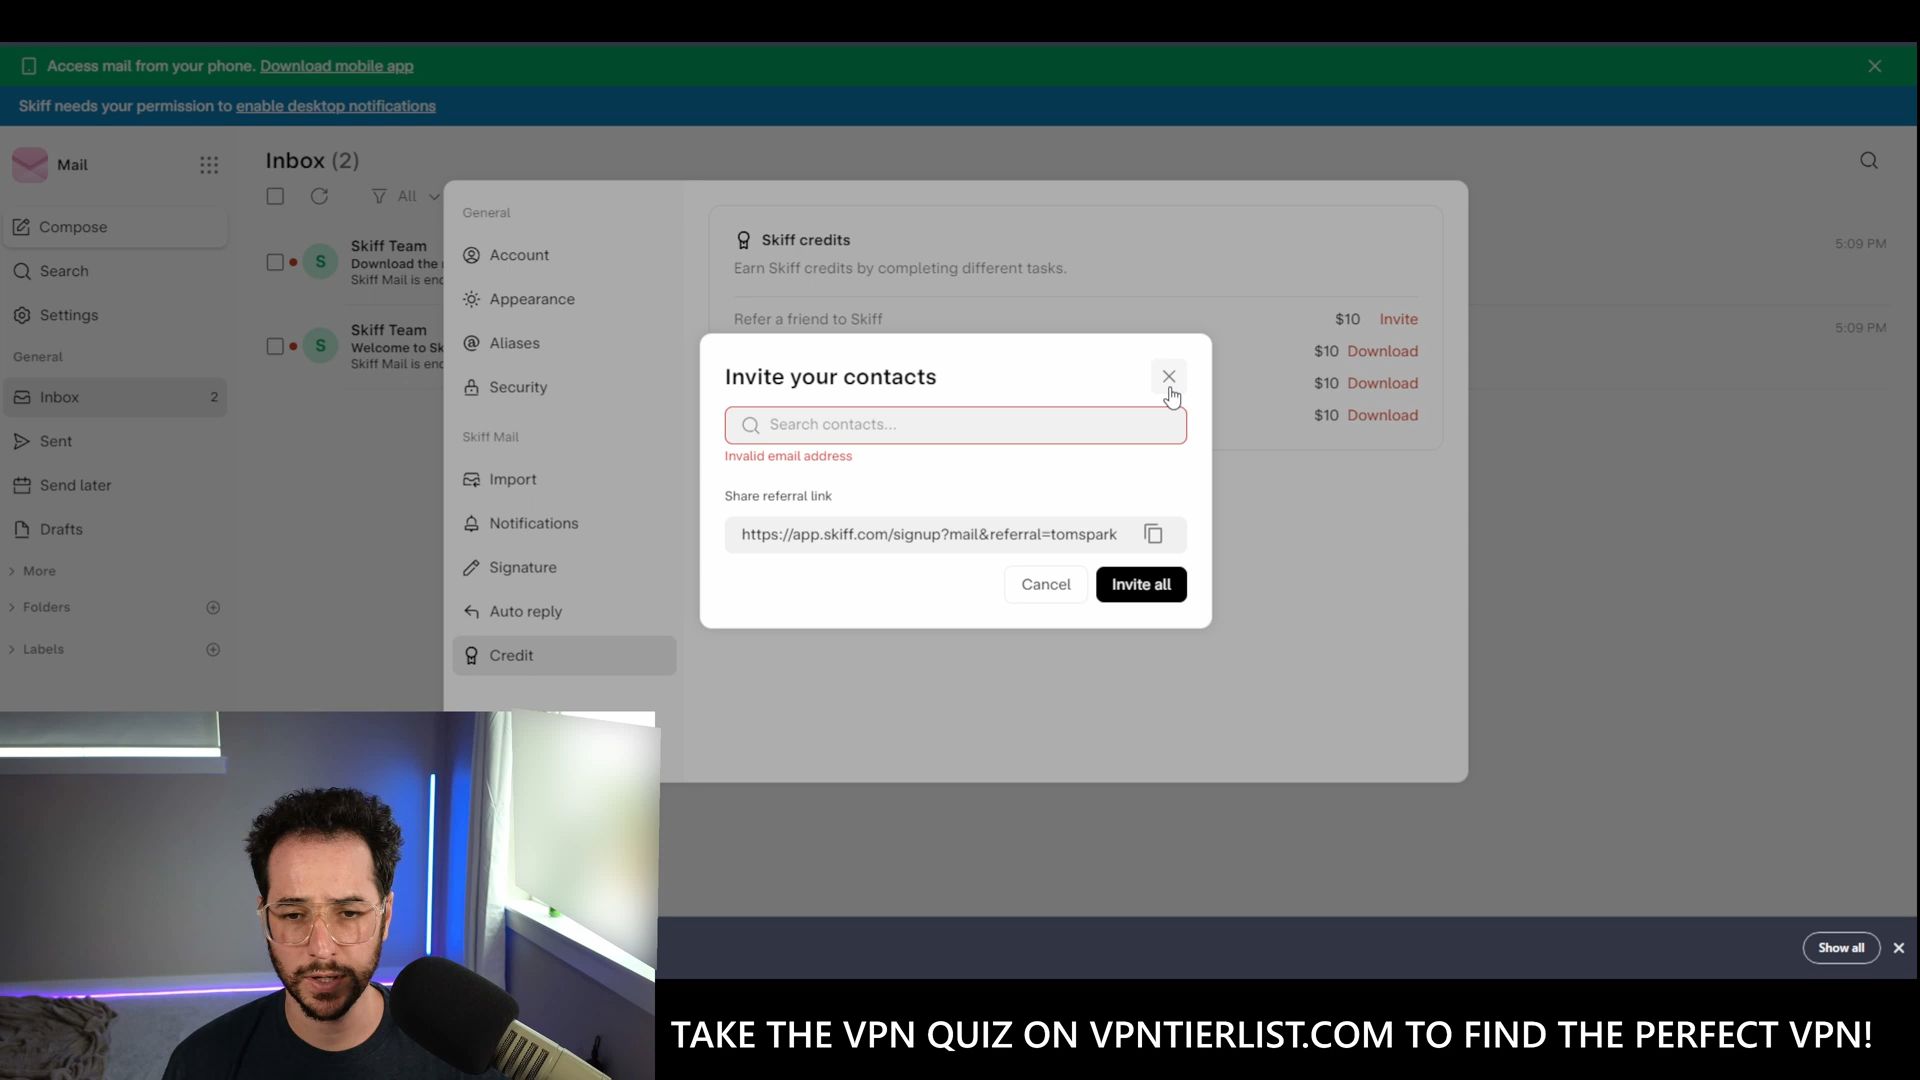 Access mail from your phone. Download mobile app
Skiff needs your permission to enable desktop notifications
Mail
Compose
Search
Settings
General
Inbox 2
Sent
Send later
Drafts
More
Folders
Labels
Inbox (2)
All
S
Skiff Team
Download the
Skiff Mail is enc
5:09 PM
S
Skiff Team
Welcome to Sk
Skiff Mail is enc
5:09 PM
General
Account
Appearance
Aliases
Security
Skiff Mail
Import
Notifications
Signature
Auto reply
Credit
Skiff credits
Earn Skiff credits by completing different tasks.
Refer a friend to Skiff $10 Invite
$10 Download
$10 Download
$10 Download
Invite your contacts
Search contacts...
Invalid email address
Share referral link
https://app.skiff.com/signup?mail&referral=tomspark
Cancel Invite all
Show all
TAKE THE VPN QUIZ ON VPNTIERLIST.COM TO FIND THE PERFECT VPN!